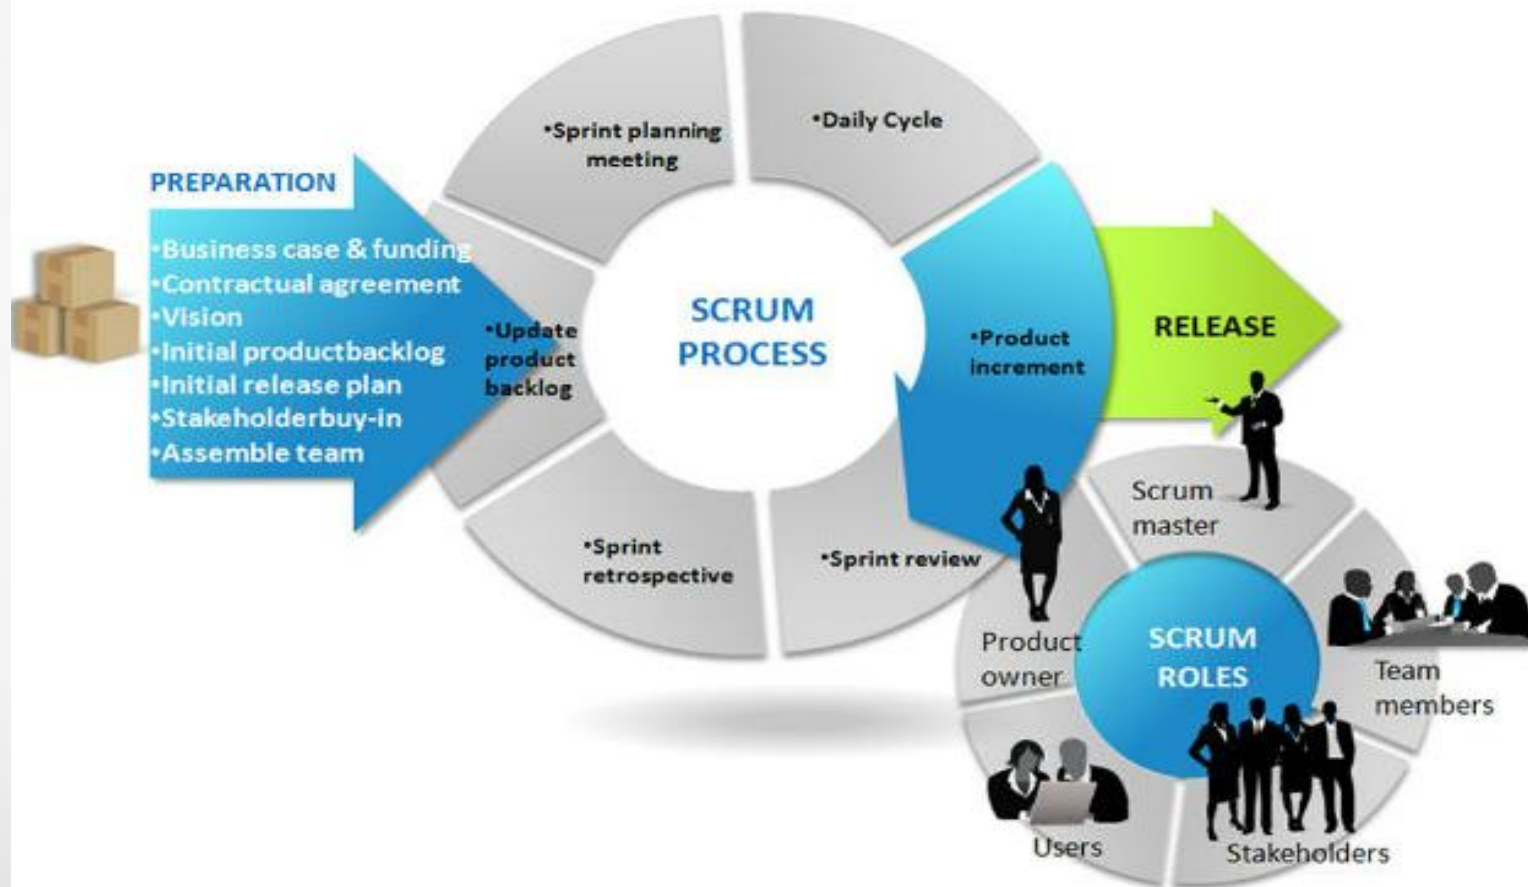 PREPARATION
•Business case & funding
•Contractual agreement
•Vision
•Initial productbacklog
•Initial release plan
•Stakeholderbuy-in
•Assemble team
•Sprint planning
meeting
•Daily Cycle
•Update
product
backlog
SCRUM
PROCESS
•Product
increment
RELEASE
•Sprint
retrospective
•Sprint review
Scrum
master
Product
owner
SCRUM
ROLES
Team
members
Users
Stakeholders